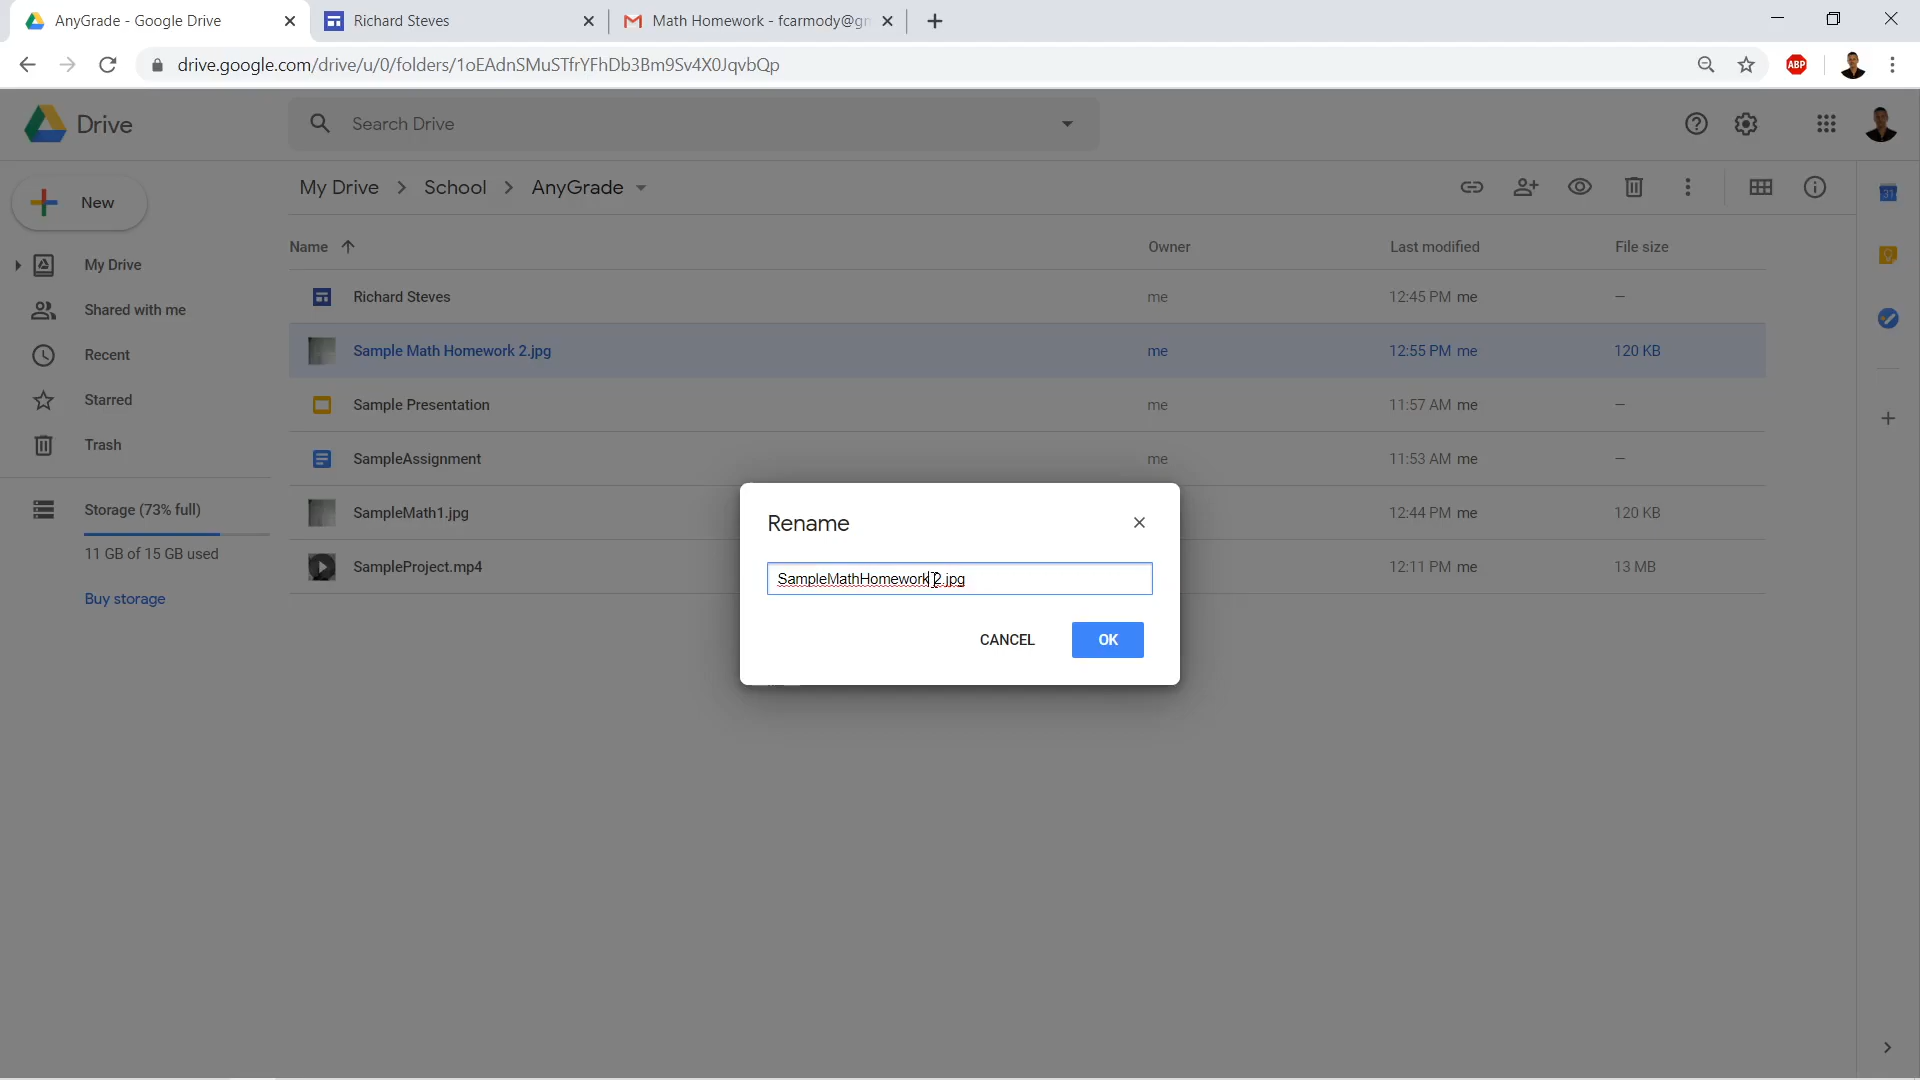 AnyGrade - Google Drive
Richard Steves
Math Homework - fcarmody@gm
drive.google.com/drive/u/0/folders/1oEAdnSMuSTfrYFhDb3Bm9Sv4X0JqvbQp
ABP
Drive
Search Drive
New
My Drive
Shared with me
Recent
Starred
Trash
Storage (73% full)
11 GB of 15 GB used
Buy storage
My Drive > School > AnyGrade
31
Name Owner Last modified File size
Richard Steves me 12:45 PM me –
Sample Math Homework 2.jpg me 12:55 PM me 120 KB
Sample Presentation me 11:57 AM me –
SampleAssignment me 11:53 AM me –
SampleMath1.jpg 12:44 PM me 120 KB
SampleProject.mp4 12:11 PM me 13 MB
Rename
SampleMathHomework 2.jpg
CANCEL OK